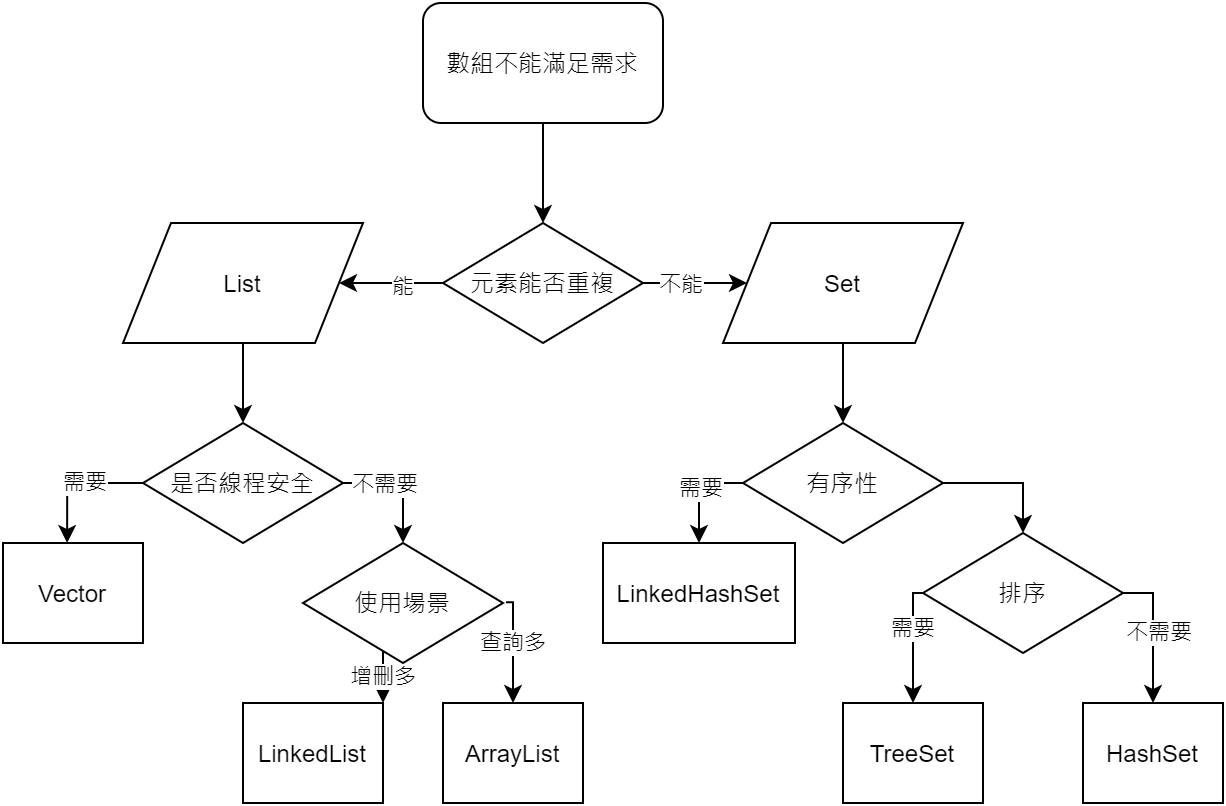 數組不能滿足需求
List
能
元素能否重複
不能
Set
需要
是否線程安全
不需要
需要
有序性
Vector
使用場景
LinkedHashSet
排序
需要
不需要
查詢多
增刪多
LinkedList
ArrayList
TreeSet
HashSet